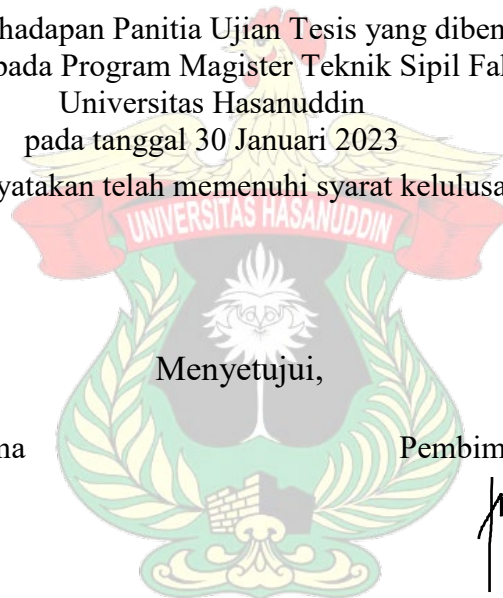 hadapan Panitia Ujian Tesis yang diben
pada Program Magister Teknik Sipil Fa
Universitas Hasanuddin
pada tanggal 30 Januari 2023
yatakan telah memenuhi syarat kelulusa
UNIVERSITAS HASANUDDIN
Menyetujui,
na Pembim